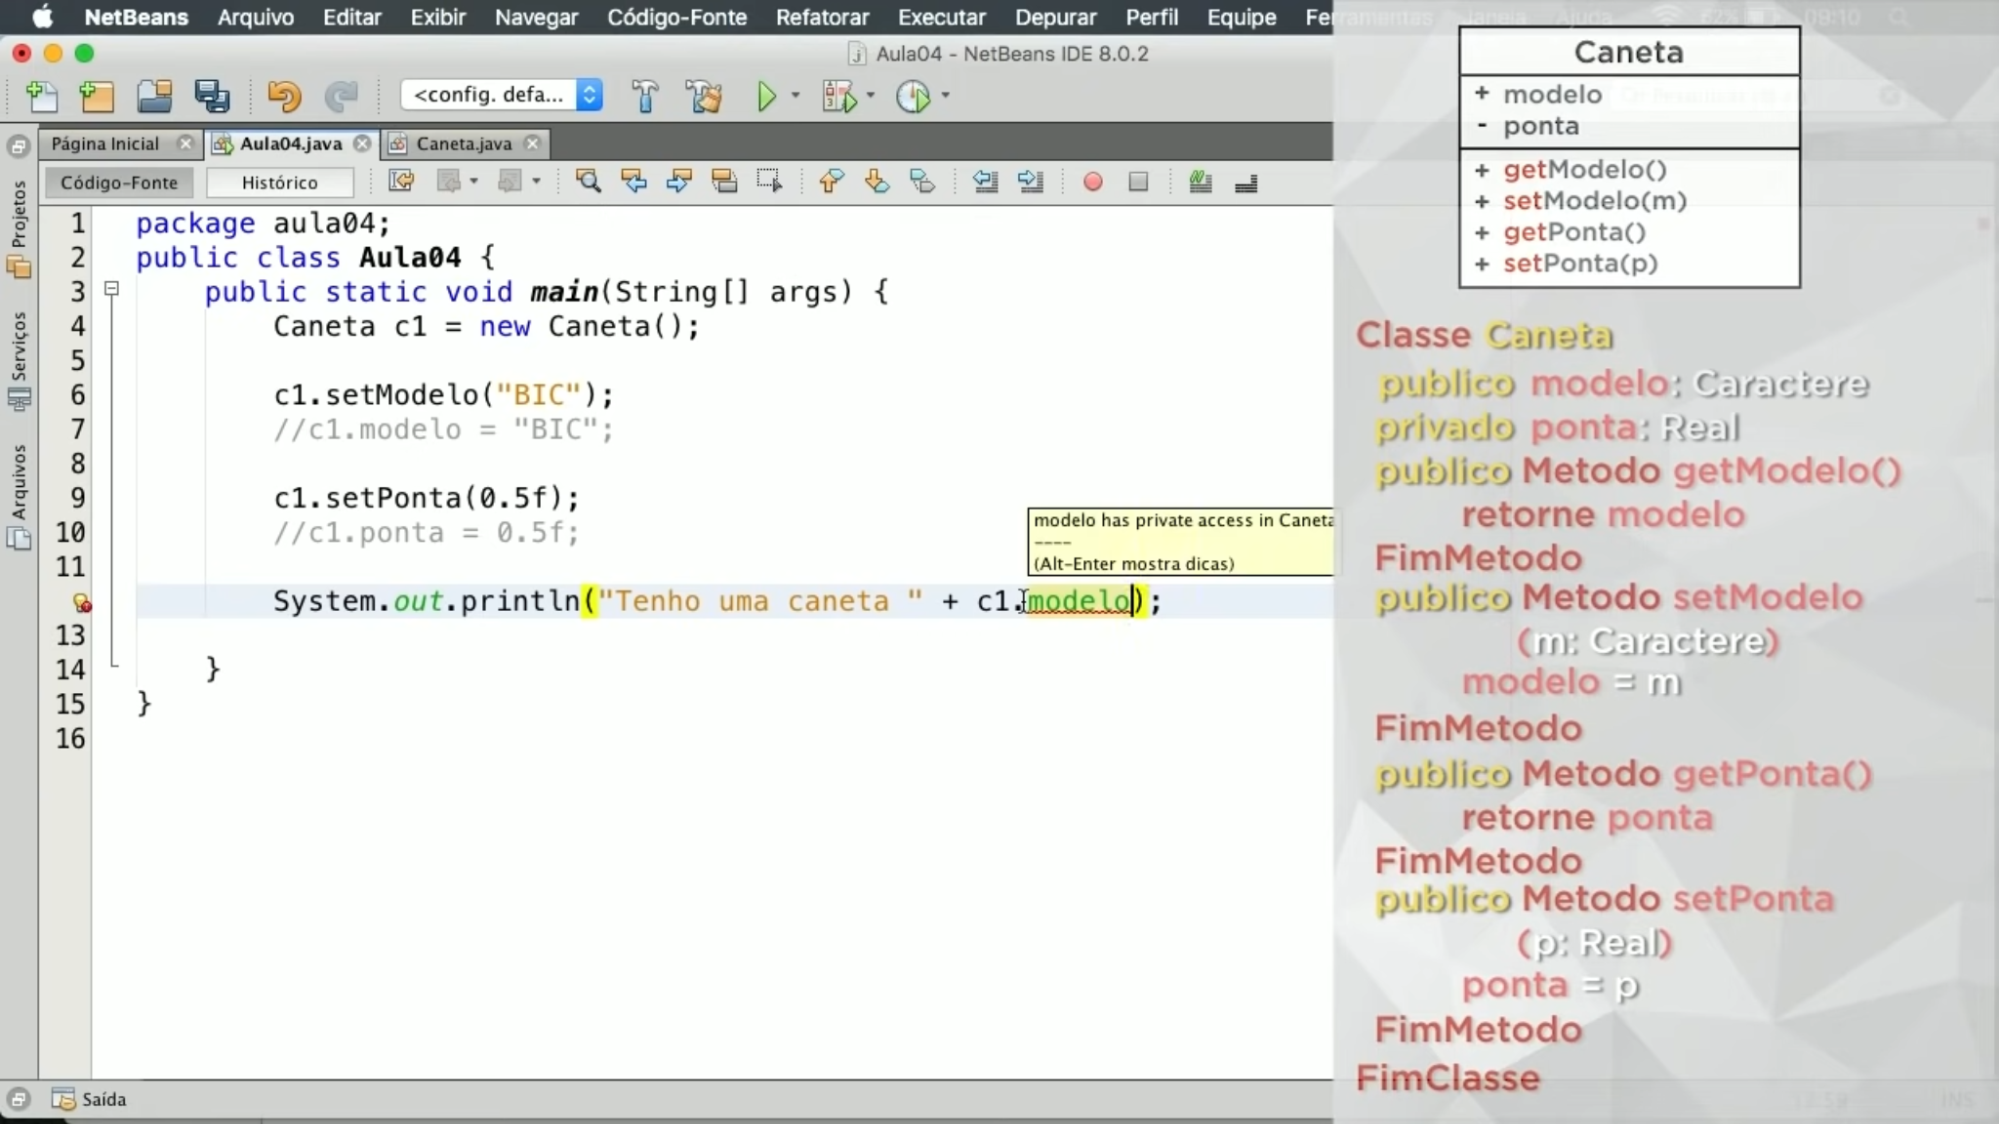 NetBeans Arquivo Editar Exibir Navegar Código-Fonte Refatorar Executar Depurar Perfil Equipe Ferramentas Janela Ajuda 09:10
Aula04 - NetBeans IDE 8.0.2
<config. defa...
Página Inicial Aula04.java Caneta.java
Código-Fonte Histórico
Projetos
Serviços
Arquivos
1 package aula04;
2 public class Aula04 {
3 public static void main(String[] args) {
4 Caneta c1 = new Caneta();
5
6 c1.setModelo("BIC");
7 //c1.modelo = "BIC";
8
9 c1.setPonta(0.5f);
10 //c1.ponta = 0.5f;
11
modelo has private access in Caneta
----
(Alt-Enter mostra dicas)
System.out.println("Tenho uma caneta " + c1.modelo);
13
14 }
15 }
16
Saída
Caneta
+ modelo
- ponta
+ getModelo()
+ setModelo(m)
+ getPonta()
+ setPonta(p)
Classe Caneta
publico modelo: Caractere
privado ponta: Real
publico Metodo getModelo()
retorne modelo
FimMetodo
publico Metodo setModelo
(m: Caractere)
modelo = m
FimMetodo
publico Metodo getPonta()
retorne ponta
FimMetodo
publico Metodo setPonta
(p: Real)
ponta = p
FimMetodo
FimClasse
INS